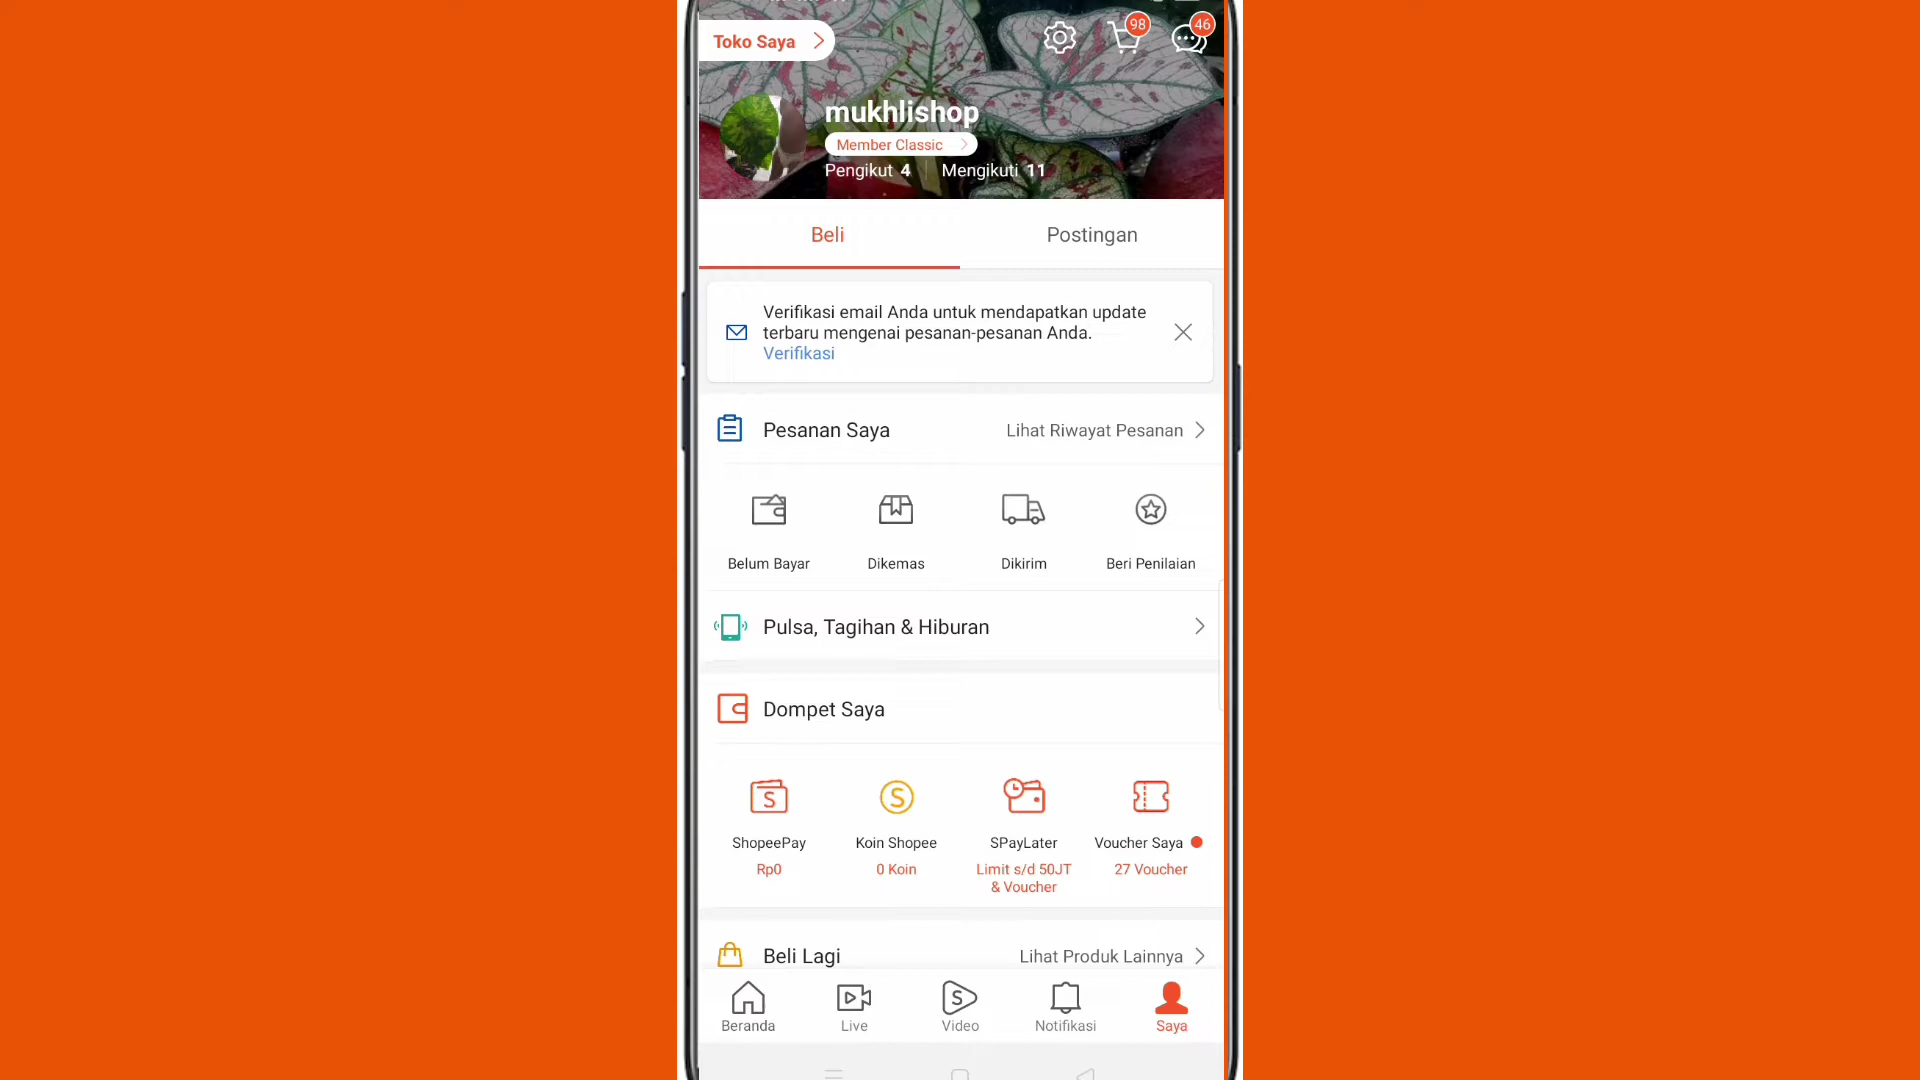 Toko Saya
98
46
mukhlishop
Member Classic
Pengikut 4 Mengikuti 11
Beli
Postingan
Verifikasi email Anda untuk mendapatkan update
terbaru mengenai pesanan-pesanan Anda.
Verifikasi
Pesanan Saya
Lihat Riwayat Pesanan
Belum Bayar
Dikemas
Dikirim
Beri Penilaian
Pulsa, Tagihan & Hiburan
Dompet Saya
ShopeePay
Koin Shopee
SPayLater
Voucher Saya
Rp0
0 Koin
Limit s/d 50JT
& Voucher
27 Voucher
Beli Lagi
Lihat Produk Lainnya
Beranda
Live
Video
Notifikasi
Saya